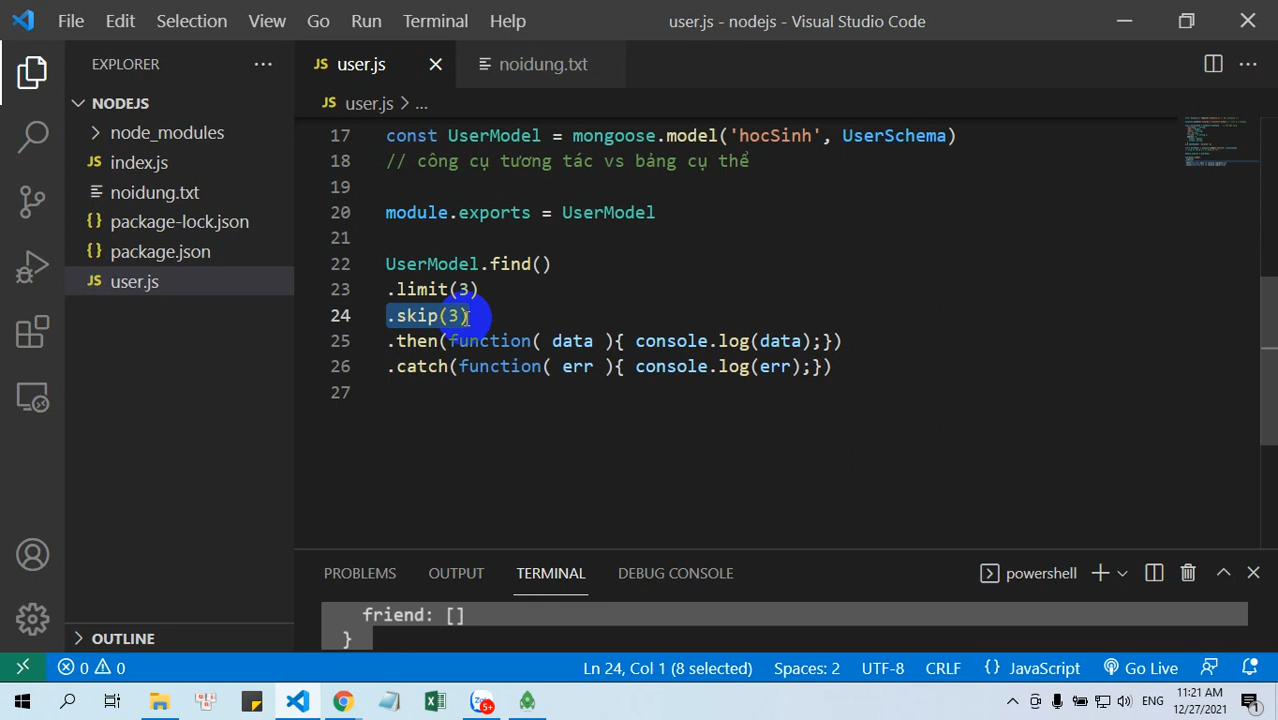 File Edit Selection View Go Run Terminal Help user.js - nodejs - Visual Studio Code
EXPLORER
NODEJS
node_modules
index.js
noidung.txt
package-lock.json
package.json
user.js
OUTLINE
user.js noidung.txt
user.js > ...
17 const UserModel = mongoose.model('hocSinh', UserSchema)
18 // công cụ tương tác vs bảng cụ thể
19
20 module.exports = UserModel
21
22 UserModel.find()
23 .limit(3)
24 .skip(3)
25 .then(function( data ){ console.log(data);})
26 .catch(function( err ){ console.log(err);})
27
PROBLEMS OUTPUT TERMINAL DEBUG CONSOLE powershell
friend: []
}
0 0 Ln 24, Col 1 (8 selected) Spaces: 2 UTF-8 CRLF JavaScript Go Live
ENG 11:21 AM
12/27/2021